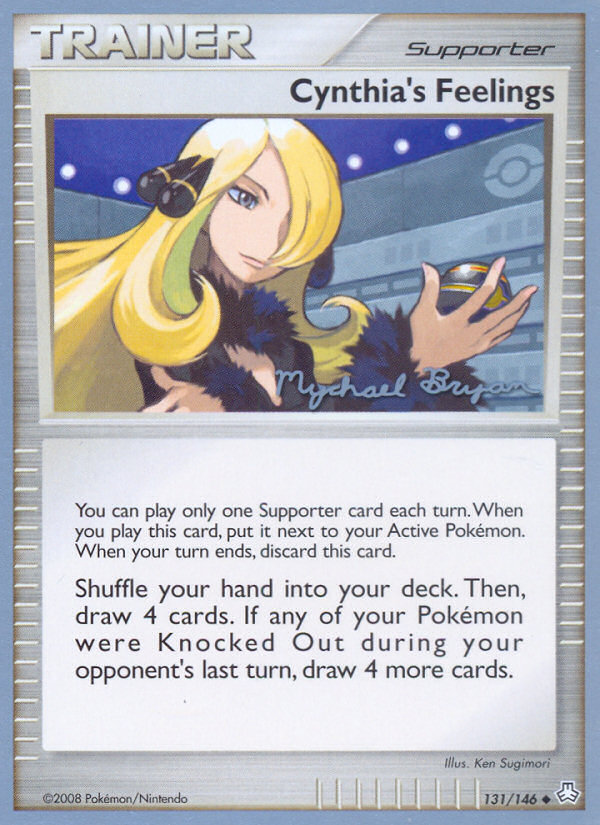 TRAINER
Supporter
Cynthia's Feelings
Mychael Bryan
You can play only one Supporter card each turn. When
you play this card, put it next to your Active Pokémon.
When your turn ends, discard this card.
Shuffle your hand into your deck. Then,
draw 4 cards. If any of your Pokémon
were Knocked Out during your
opponent's last turn, draw 4 more cards.
Illus. Ken Sugimori
©2008 Pokémon/Nintendo
131/146